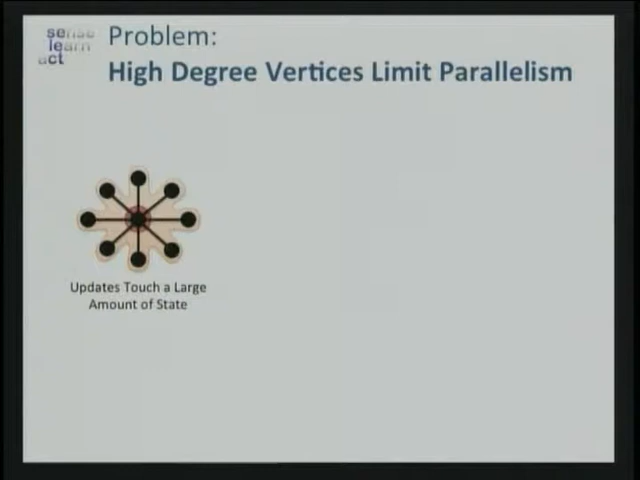 sense
learn
act
Problem:
High Degree Vertices Limit Parallelism
Updates Touch a Large
Amount of State